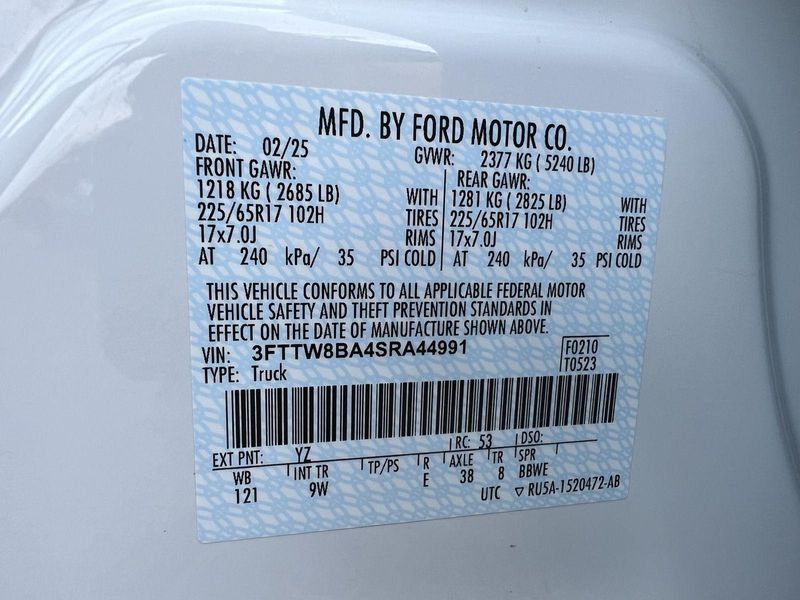 MFD. BY FORD MOTOR CO.
DATE: 02/25 GVWR: 2377 KG ( 5240 LB)
FRONT GAWR: REAR GAWR:
1218 KG ( 2685 LB) WITH 1281 KG ( 2825 LB) WITH
225/65R17 102H TIRES 225/65R17 102H TIRES
17x7.0J RIMS 17x7.0J RIMS
AT 240 kPa/ 35 PSI COLD AT 240 kPa/ 35 PSI COLD
THIS VEHICLE CONFORMS TO ALL APPLICABLE FEDERAL MOTOR
VEHICLE SAFETY AND THEFT PREVENTION STANDARDS IN
EFFECT ON THE DATE OF MANUFACTURE SHOWN ABOVE.
VIN: 3FTTW8BA4SRA44991 F0210
TYPE: Truck T0523
EXT PNT: YZ RC: 53 DSO:
WB INT TR TP/PS R AXLE TR SPR
121 9W E 38 8 BBWE
UTC ▽ RU5A-1520472-AB